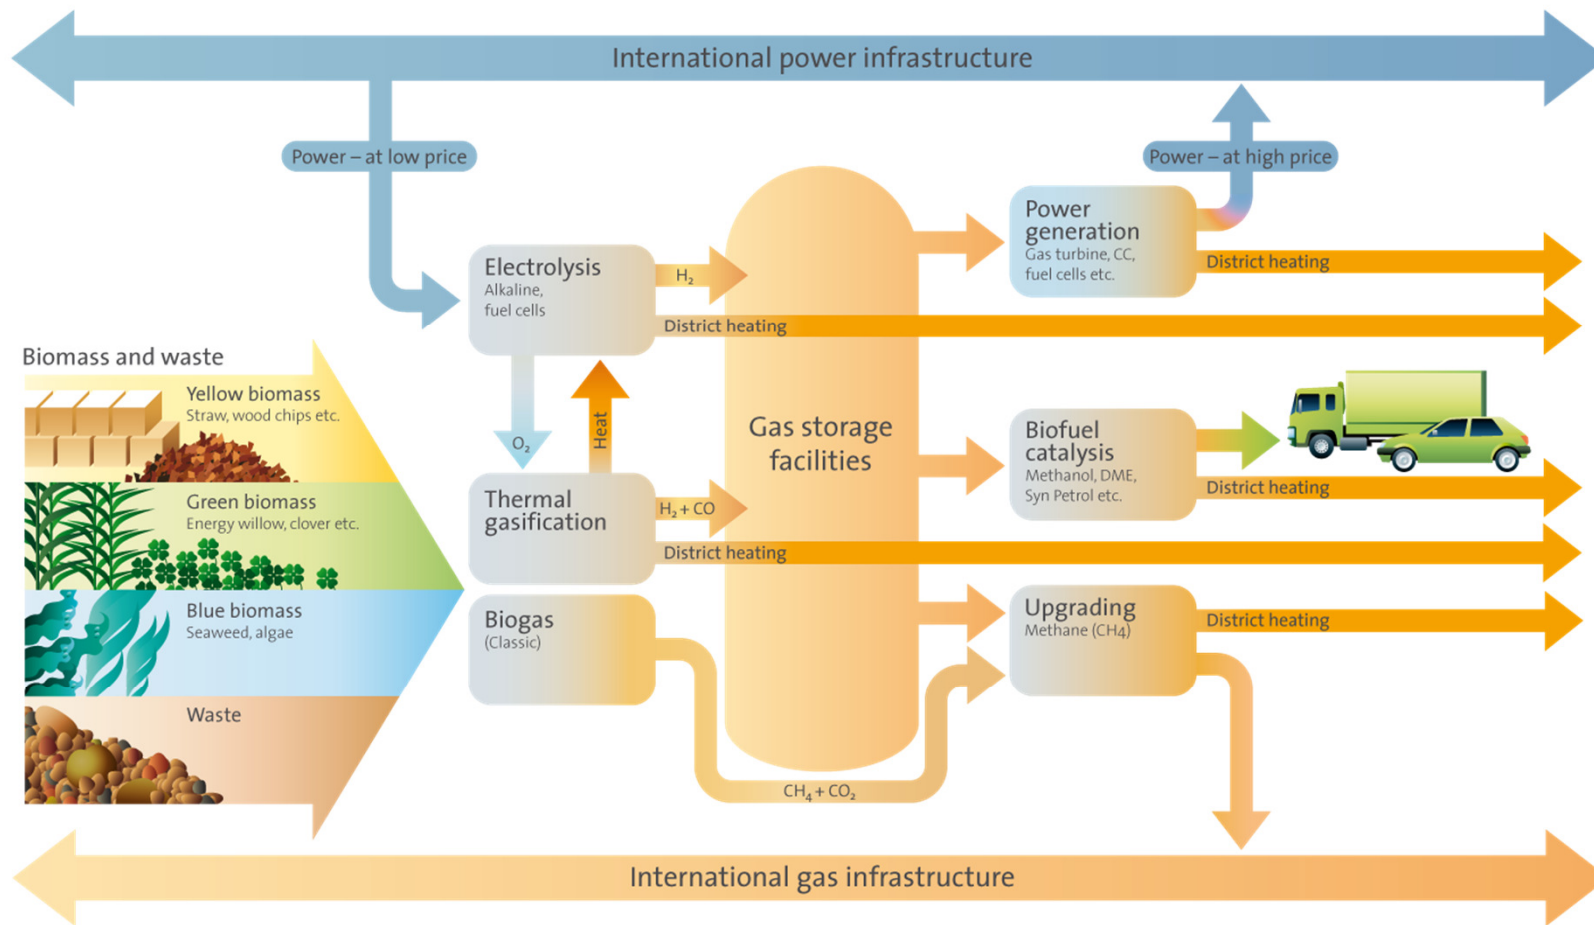 International power infrastructure
Power – at low price
Power – at high price
Power
generation
Gas turbine, CC,
fuel cells etc.
District heating
Electrolysis
Alkaline,
fuel cells
H₂
District heating
Biomass and waste
Yellow biomass
Straw, wood chips etc.
O₂
Heat
Gas storage
facilities
Biofuel
catalysis
Methanol, DME,
Syn Petrol etc.
District heating
Green biomass
Energy willow, clover etc.
Thermal
gasification
H₂ + CO
District heating
Blue biomass
Seaweed, algae
Biogas
(Classic)
Upgrading
Methane (CH4)
District heating
Waste
CH₄ + CO₂
International gas infrastructure